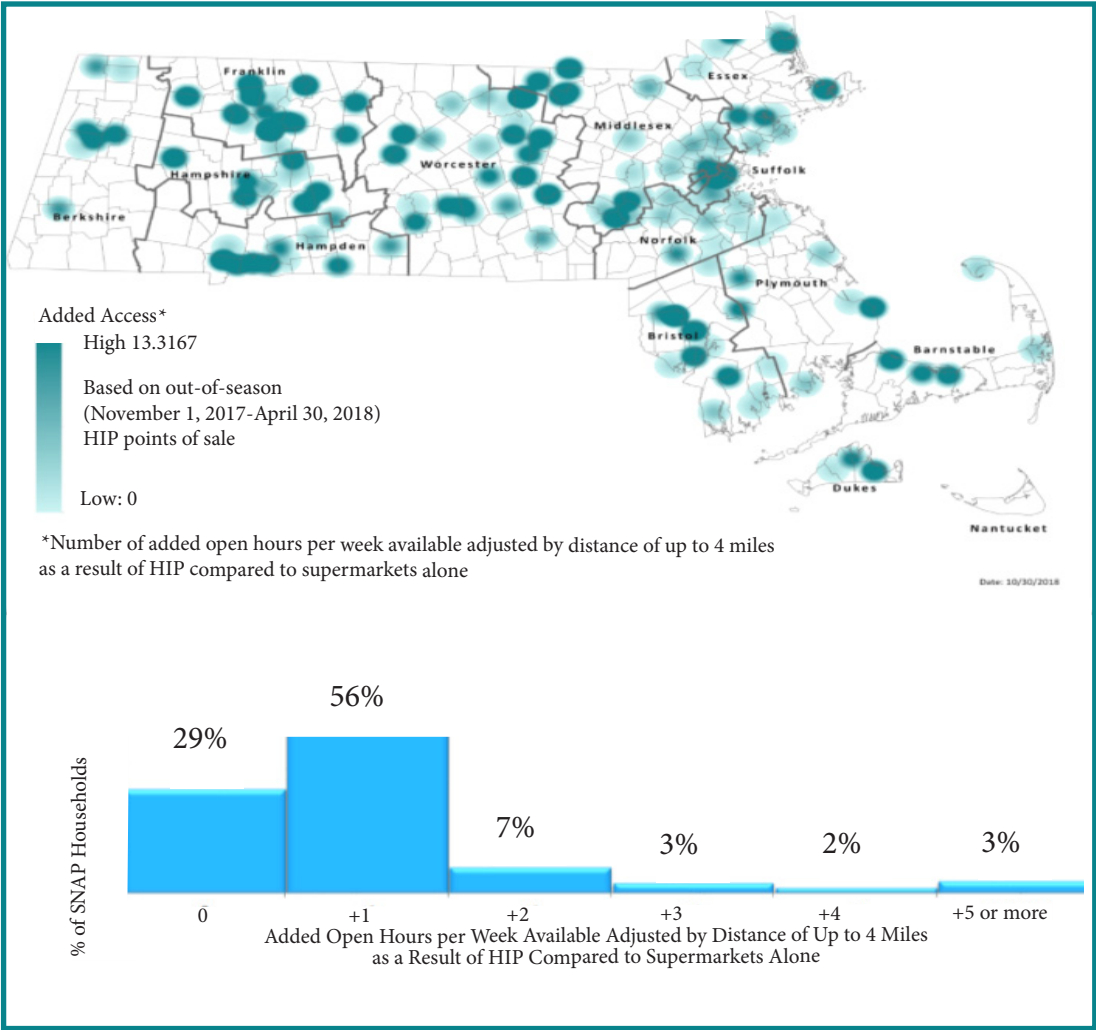 Franklin
Essex
Middlesex
Worcester
Suffolk
Hampshire
Berkshire
Norfolk
Hampden
Plymouth
Bristol
Barnstable
Dukes
Nantucket
Added Access*
High 13.3167
Based on out-of-season
(November 1, 2017-April 30, 2018)
HIP points of sale
Low: 0
*Number of added open hours per week available adjusted by distance of up to 4 miles
as a result of HIP compared to supermarkets alone
Date: 10/30/2018
56%
29%
7%
3%
2%
3%
% of SNAP Households
0
+1
+2
+3
+4
+5 or more
Added Open Hours per Week Available Adjusted by Distance of Up to 4 Miles
as a Result of HIP Compared to Supermarkets Alone